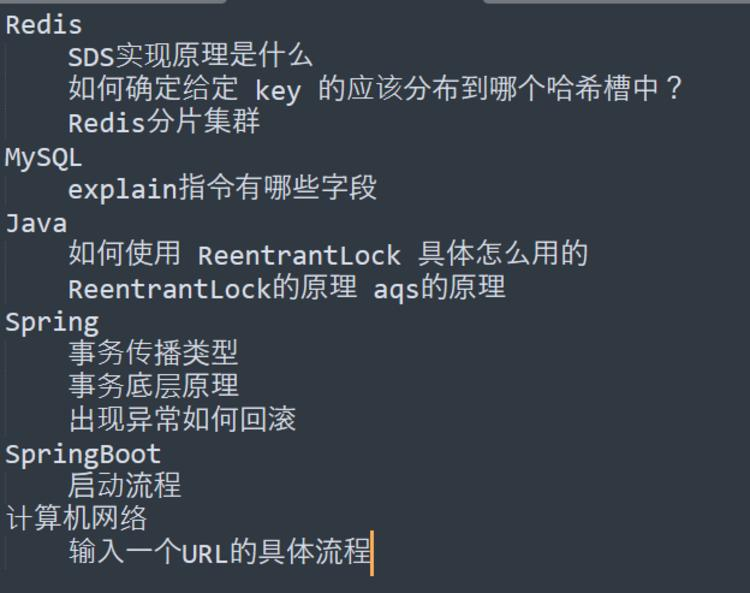 Redis
SDS实现原理是什么
如何确定给定 key 的应该分布到哪个哈希槽中？
Redis分片集群
MySQL
explain指令有哪些字段
Java
如何使用 ReentrantLock 具体怎么用的
ReentrantLock的原理 aqs的原理
Spring
事务传播类型
事务底层原理
出现异常如何回滚
SpringBoot
启动流程
计算机网络
输入一个URL的具体流程